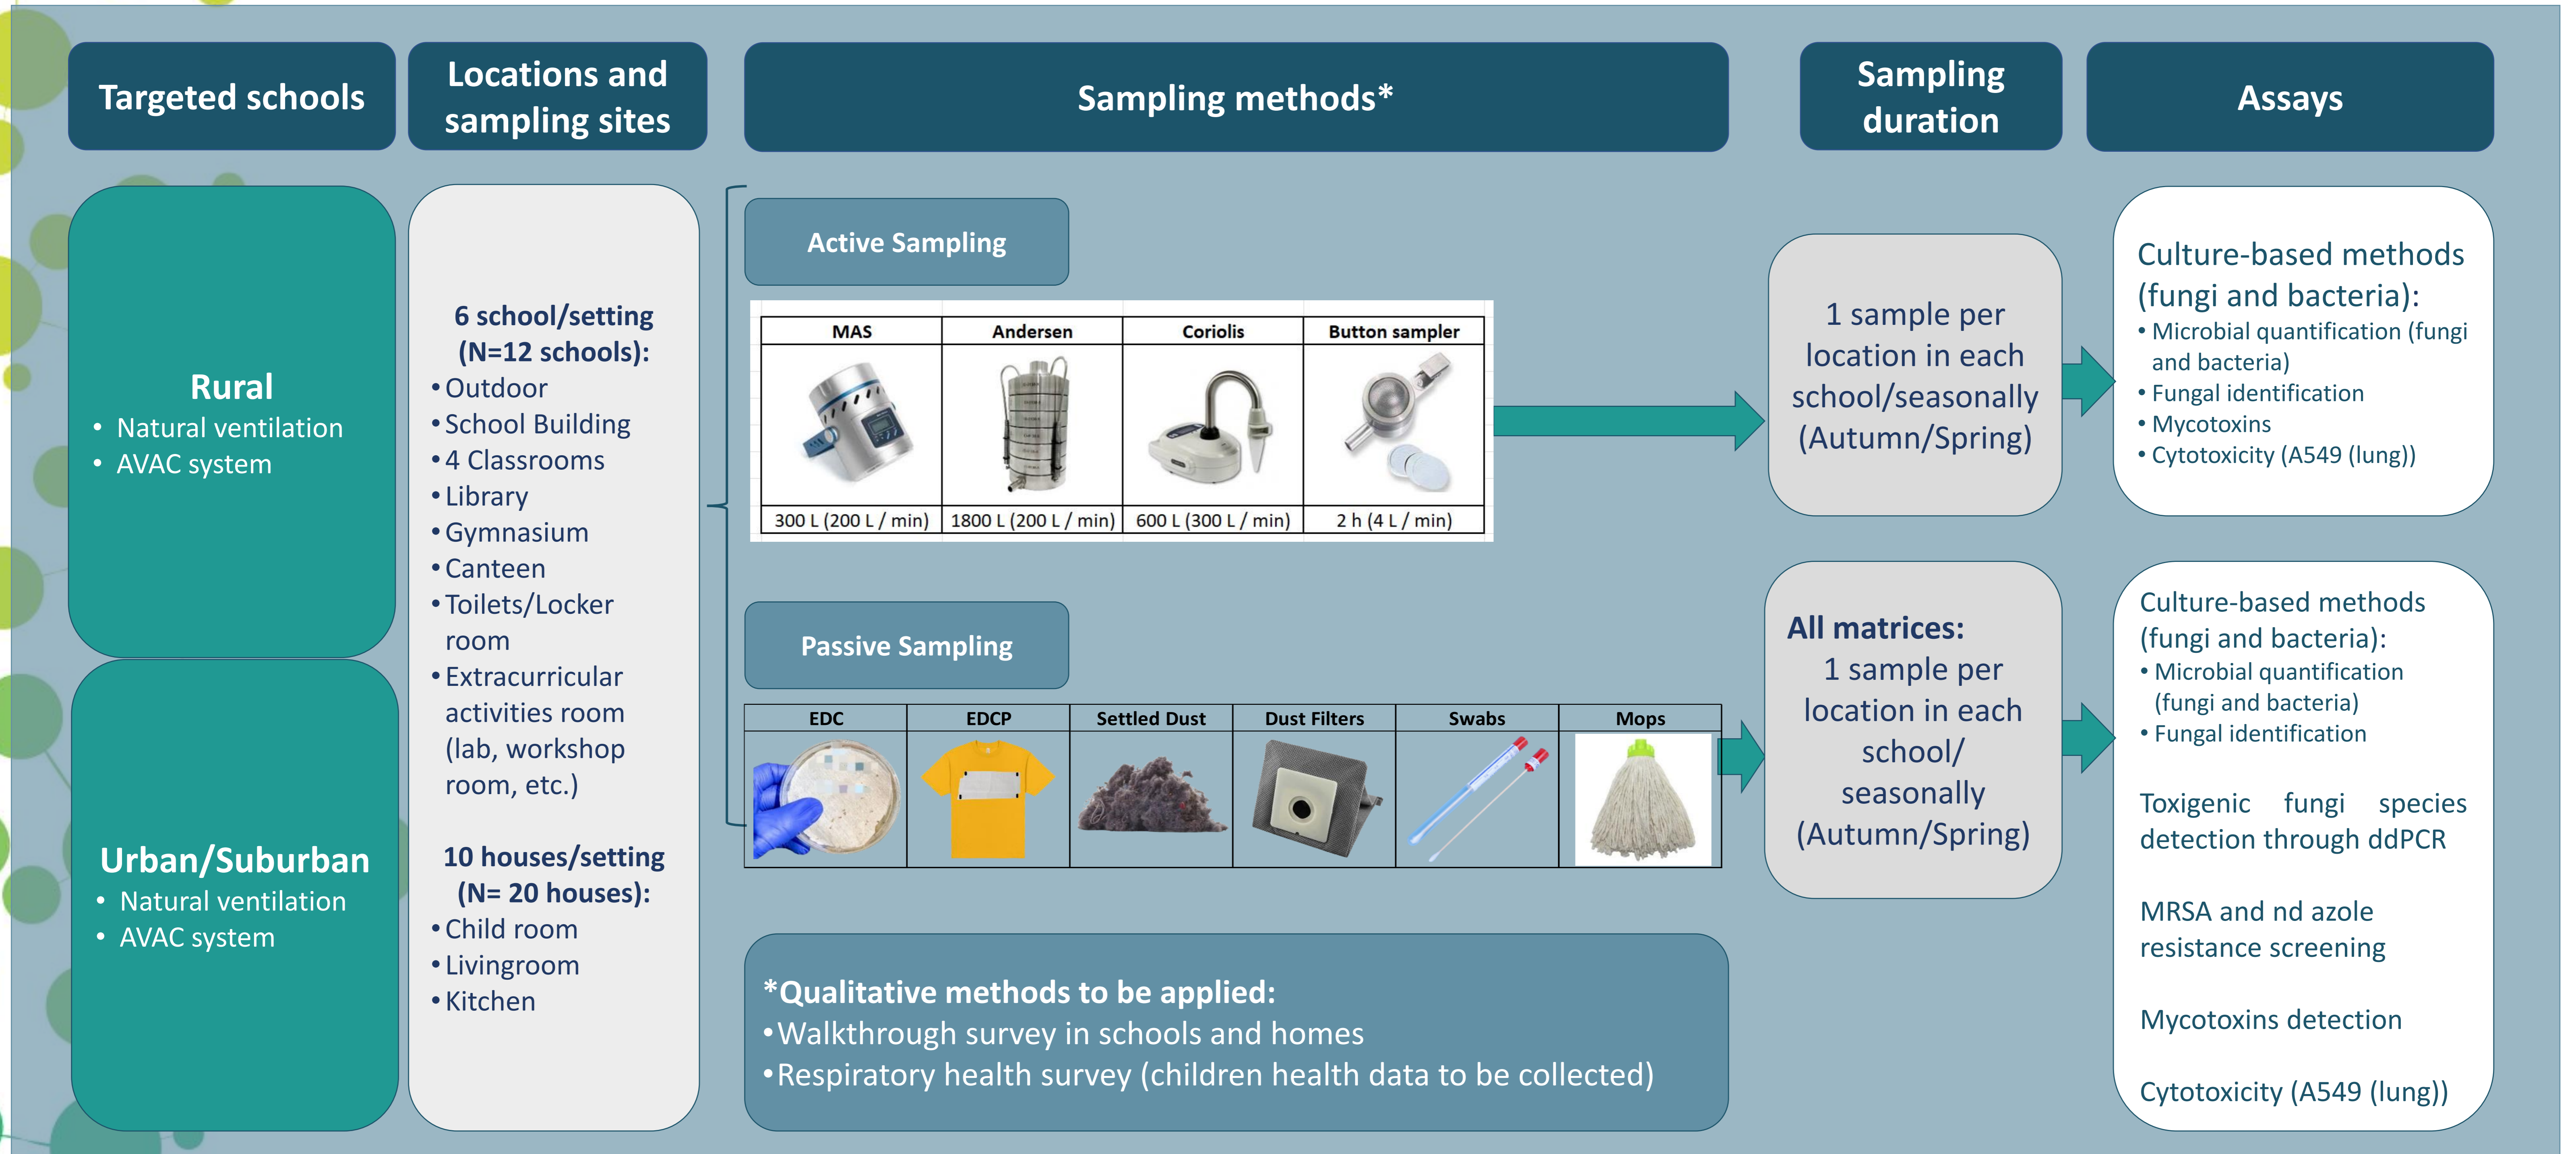 Targeted schools
Locations and
sampling sites
Sampling methods*
Sampling
duration
Assays
Rural
• Natural ventilation
• AVAC system
Urban/Suburban
• Natural ventilation
• AVAC system
6 school/setting
(N=12 schools):
• Outdoor
• School Building
• 4 Classrooms
• Library
• Gymnasium
• Canteen
• Toilets/Locker
room
• Extracurricular
activities room
(lab, workshop
room, etc.)
10 houses/setting
(N= 20 houses):
• Child room
• Livingroom
• Kitchen
Active Sampling
MAS
Andersen
Coriolis
Button sampler
300 L (200 L / min)
1800 L (200 L / min)
600 L (300 L / min)
2 h (4 L / min)
Passive Sampling
EDC
EDCP
Settled Dust
Dust Filters
Swabs
Mops
*Qualitative methods to be applied:
• Walkthrough survey in schools and homes
• Respiratory health survey (children health data to be collected)
1 sample per
location in each
school/seasonally
(Autumn/Spring)
All matrices:
1 sample per
location in each
school/
seasonally
(Autumn/Spring)
Culture-based methods
(fungi and bacteria):
• Microbial quantification (fungi
and bacteria)
• Fungal identification
• Mycotoxins
• Cytotoxicity (A549 (lung))
Culture-based methods
(fungi and bacteria):
• Microbial quantification
(fungi and bacteria)
• Fungal identification
Toxigenic fungi species
detection through ddPCR
MRSA and nd azole
resistance screening
Mycotoxins detection
Cytotoxicity (A549 (lung))